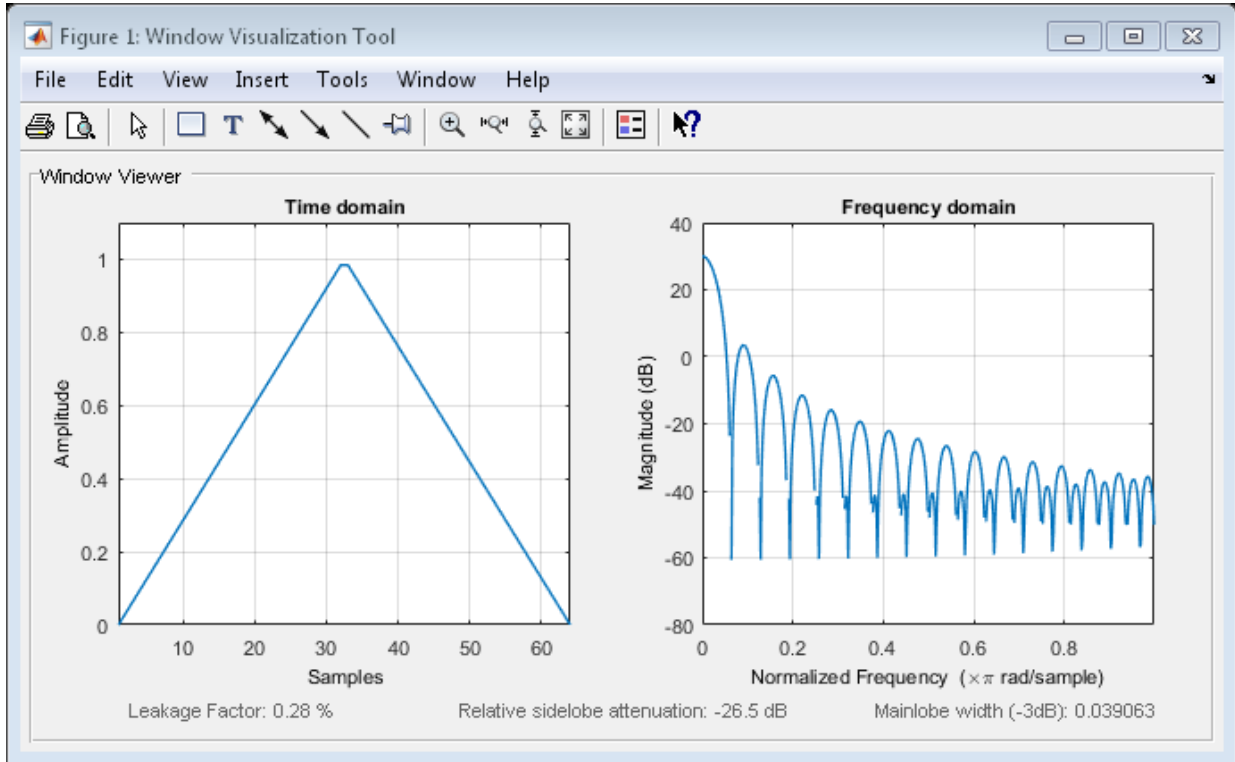 Figure 1: Window Visualization Tool
File Edit View Insert Tools Window Help
T
?
Window Viewer
Time domain
1
0.8
0.6
0.4
0.2
0
Amplitude
10 20 30 40 50 60
Samples
Frequency domain
40
20
0
-20
-40
-60
-80
Magnitude (dB)
0 0.2 0.4 0.6 0.8
Normalized Frequency (×π rad/sample)
Leakage Factor: 0.28 % Relative sidelobe attenuation: -26.5 dB Mainlobe width (-3dB): 0.039063